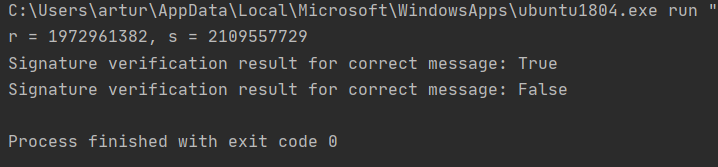 C:\Users\artur\AppData\Local\Microsoft\WindowsApps\ubuntu1804.exe run "
r = 1972961382, s = 2109557729
Signature verification result for correct message: True
Signature verification result for correct message: False
Process finished with exit code 0